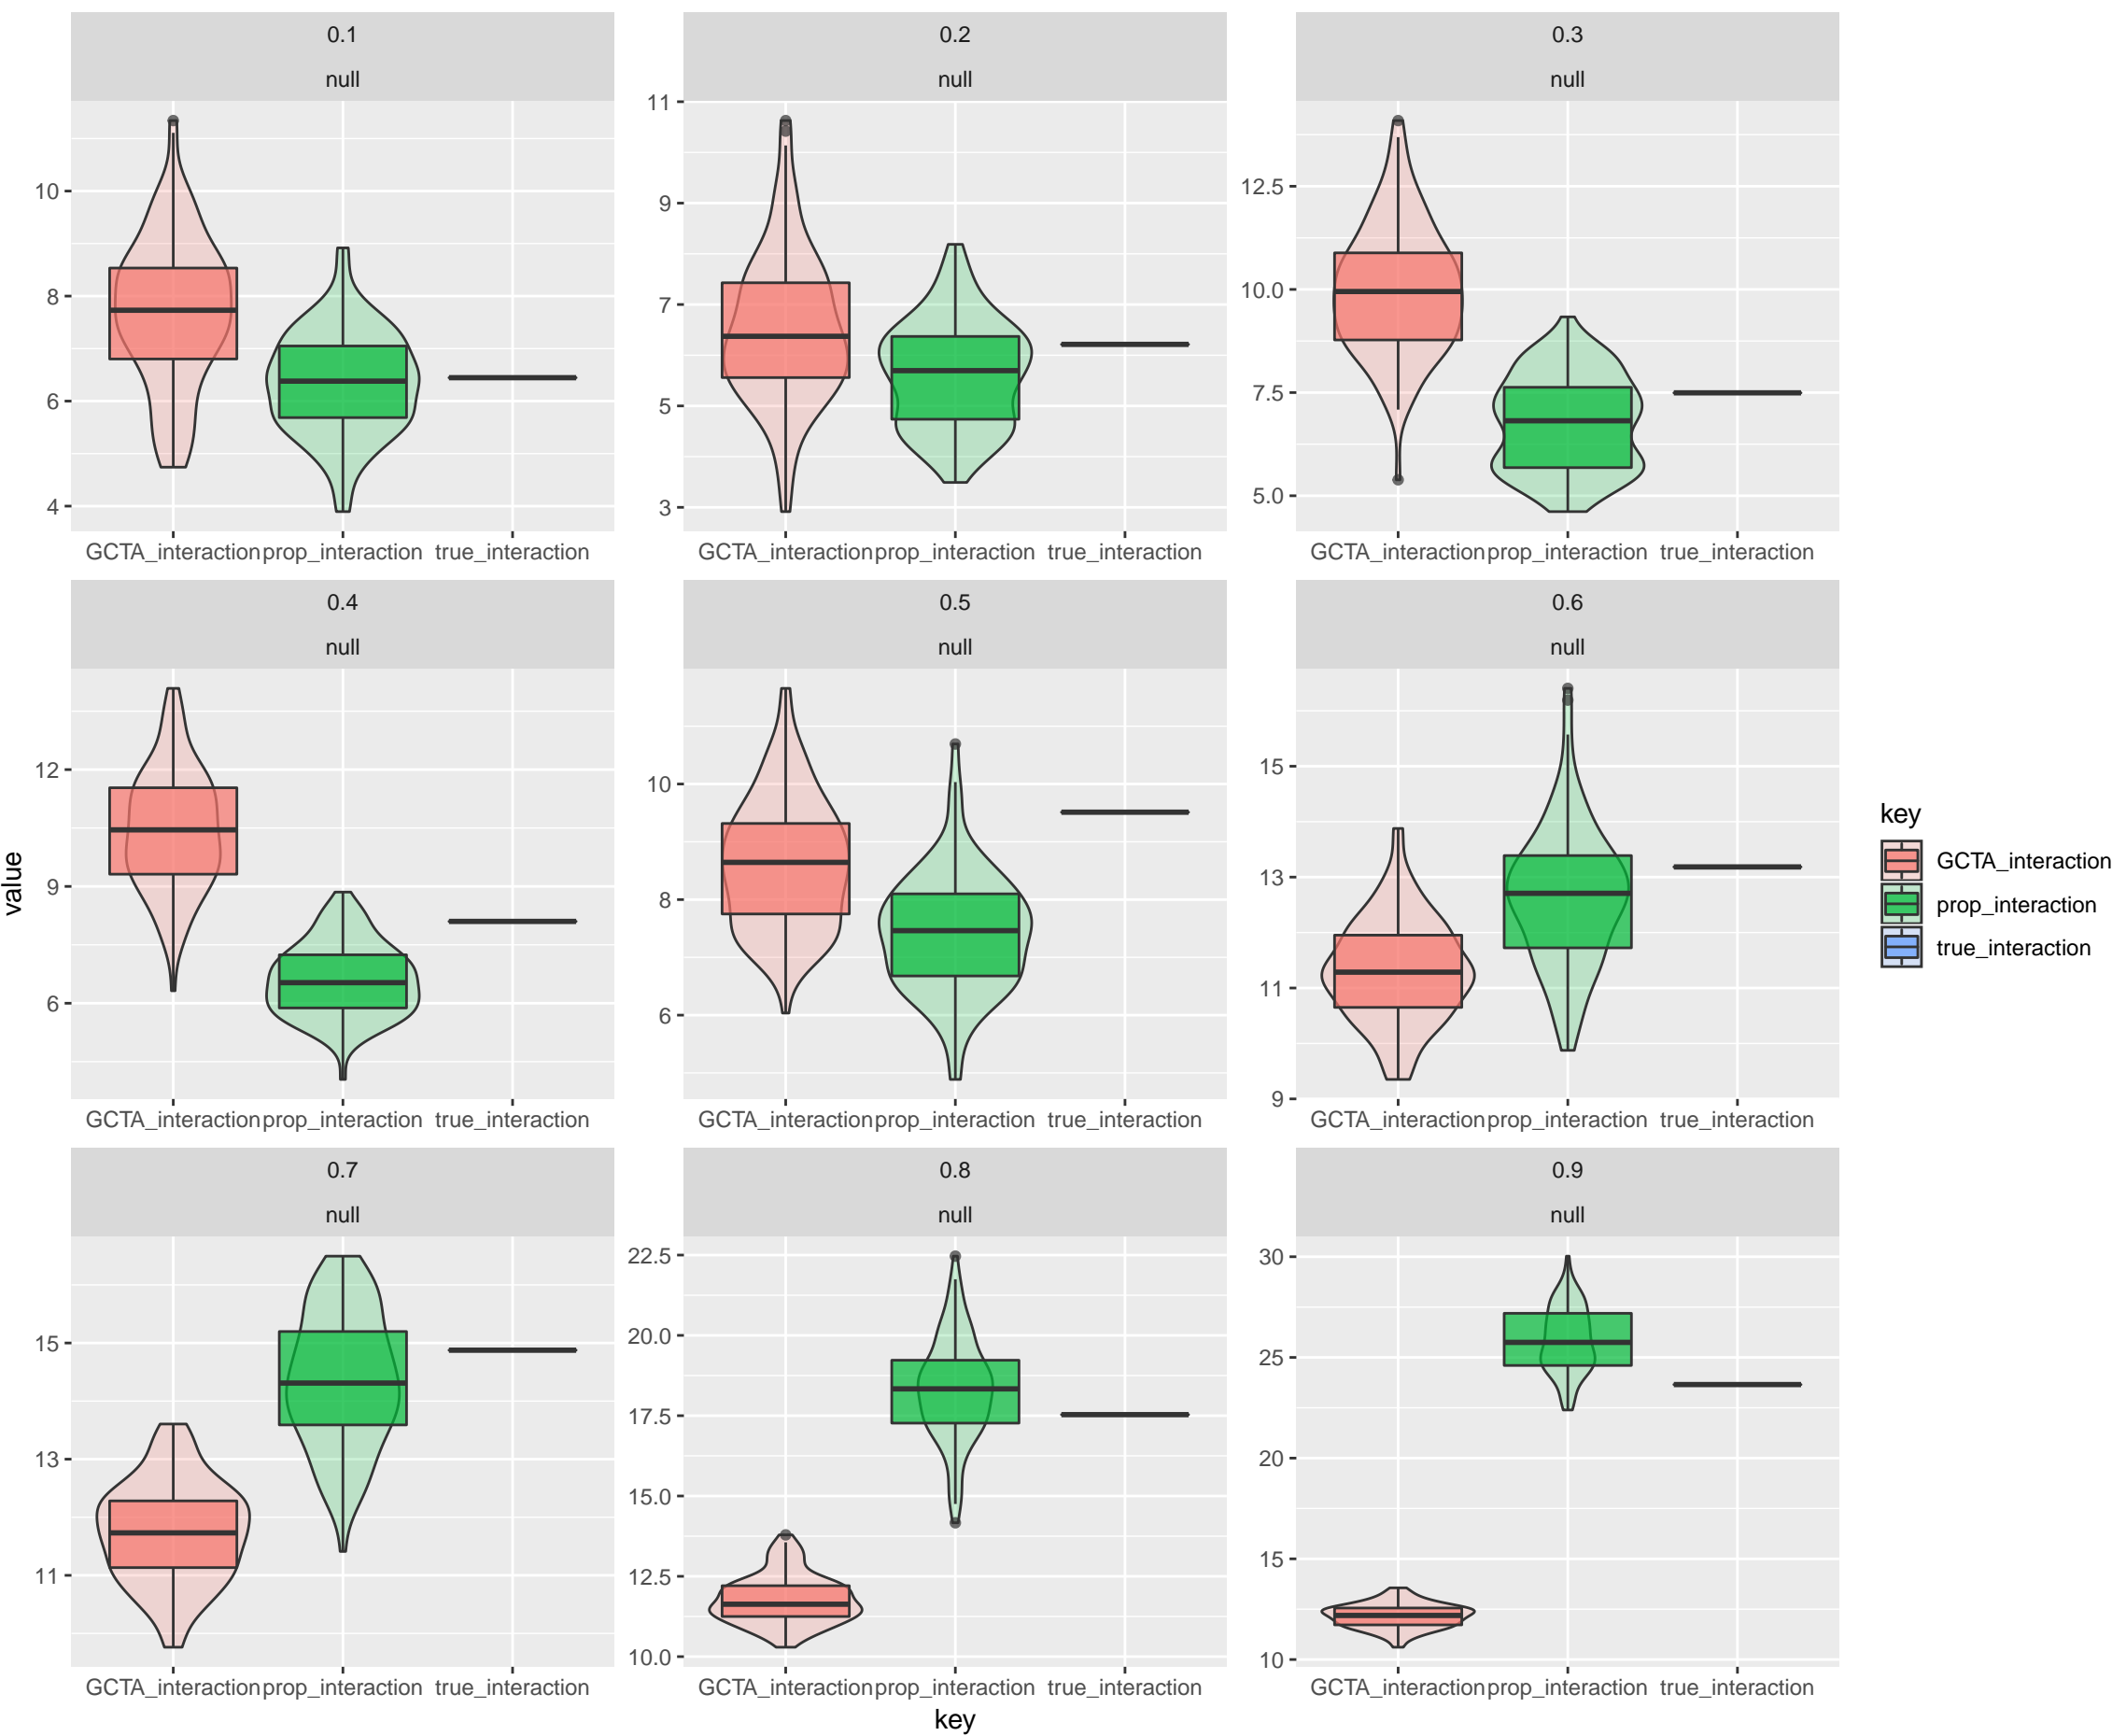 0.1
null
10
8
6
4
GCTA_interaction prop_interaction true_interaction
0.2
null
11
9
7
5
3
GCTA_interaction prop_interaction true_interaction
0.3
null
12.5
10.0
7.5
5.0
GCTA_interaction prop_interaction true_interaction
0.4
null
12
9
6
GCTA_interaction prop_interaction true_interaction
0.5
null
10
8
6
GCTA_interaction prop_interaction true_interaction
0.6
null
15
13
11
9
GCTA_interaction prop_interaction true_interaction
0.7
null
15
13
11
GCTA_interaction prop_interaction true_interaction
0.8
null
22.5
20.0
17.5
15.0
12.5
10.0
GCTA_interaction prop_interaction true_interaction
0.9
null
30
25
20
15
10
GCTA_interaction prop_interaction true_interaction
value
key
key
GCTA_interaction
prop_interaction
true_interaction